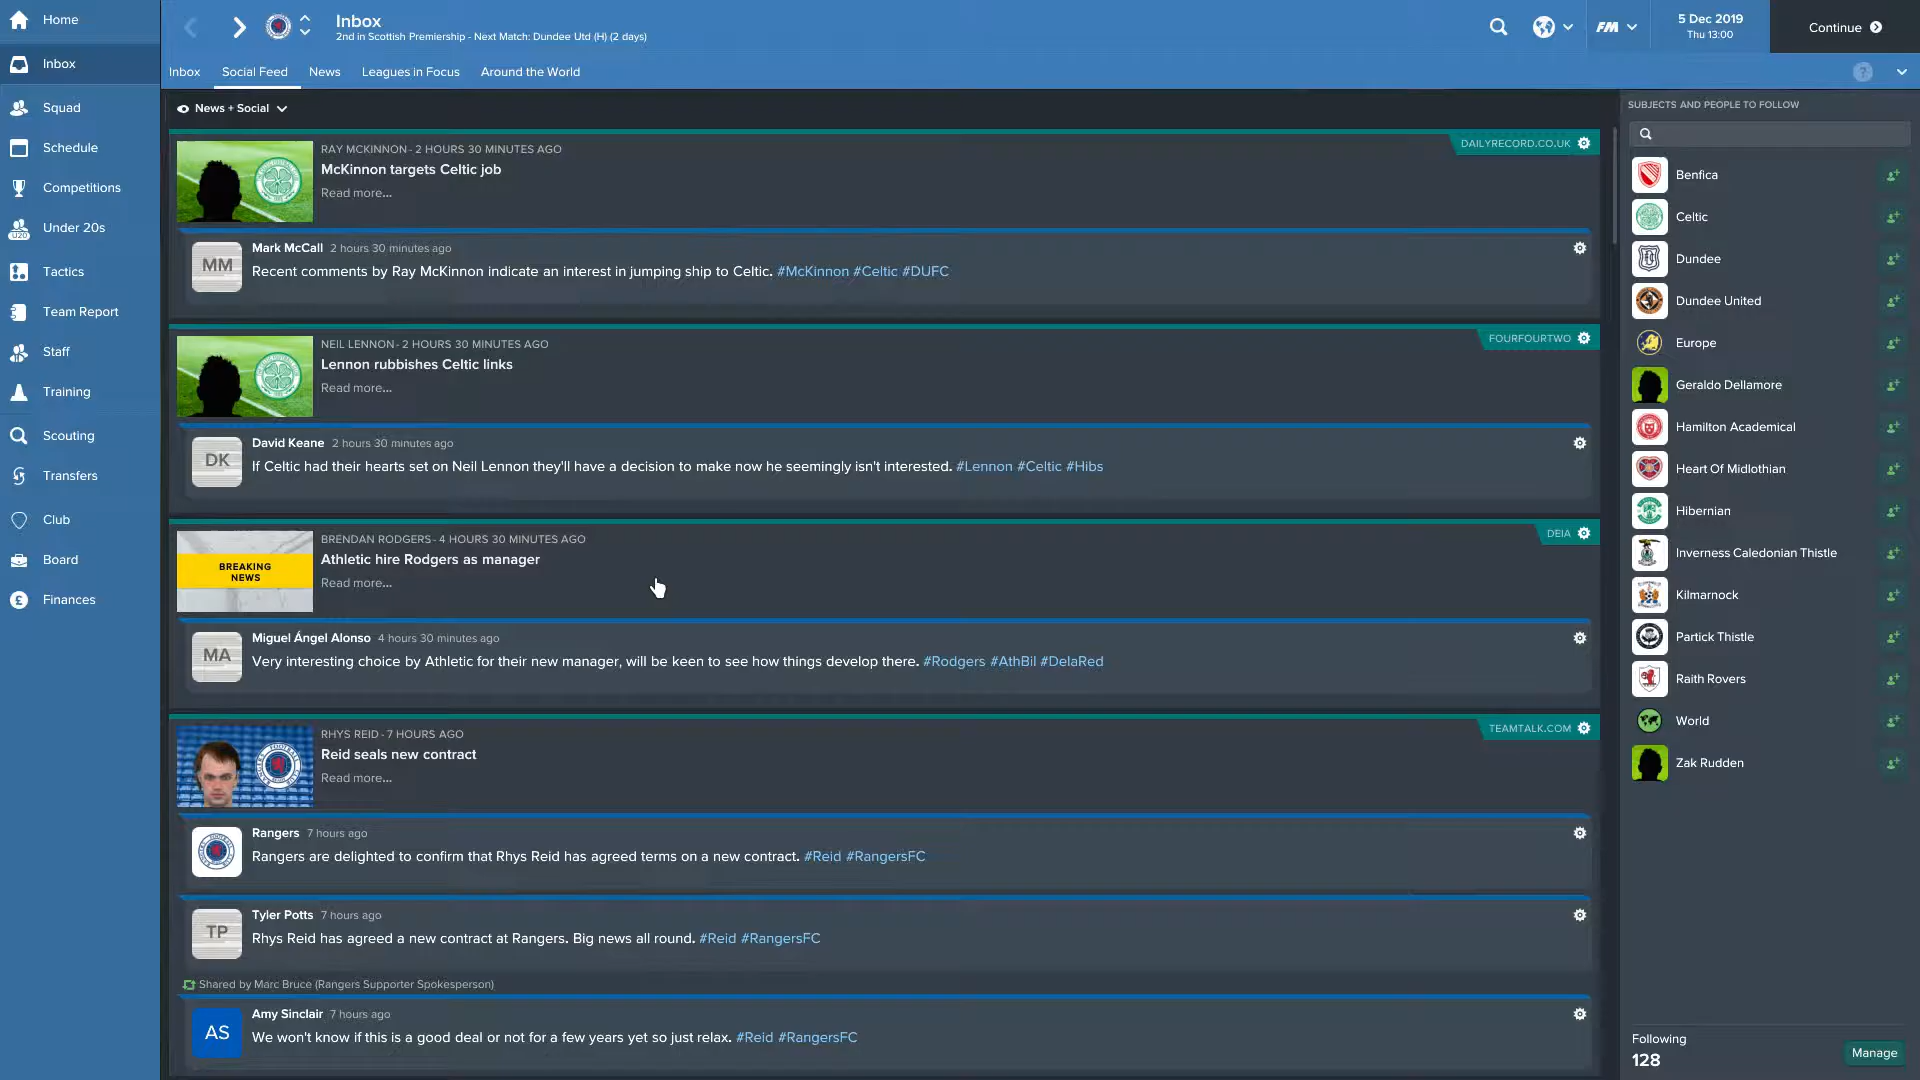 Home
Inbox
Squad
Schedule
Competitions
Under 20s
Tactics
Team Report
Staff
Training
Scouting
Transfers
Club
Board
Finances
Inbox
2nd in Scottish Premiership - Next Match: Dundee Utd (H) (2 days)
FM
5 Dec 2019
Thu 13:00
Continue
Inbox Social Feed News Leagues in Focus Around the World
News + Social
RAY MCKINNON - 2 HOURS 30 MINUTES AGO
DAILYRECORD.CO.UK
McKinnon targets Celtic job
Read more...
MM
Mark McCall 2 hours 30 minutes ago
Recent comments by Ray McKinnon indicate an interest in jumping ship to Celtic. #McKinnon #Celtic #DUFC
NEIL LENNON - 2 HOURS 30 MINUTES AGO
FOURFOURTWO
Lennon rubbishes Celtic links
Read more...
DK
David Keane 2 hours 30 minutes ago
If Celtic had their hearts set on Neil Lennon they'll have a decision to make now he seemingly isn't interested. #Lennon #Celtic #Hibs
BREAKING
NEWS
BRENDAN RODGERS - 4 HOURS 30 MINUTES AGO
DEIA
Athletic hire Rodgers as manager
Read more...
MA
Miguel Ángel Alonso 4 hours 30 minutes ago
Very interesting choice by Athletic for their new manager, will be keen to see how things develop there. #Rodgers #AthBil #DelaRed
RHYS REID - 7 HOURS AGO
TEAMTALK.COM
Reid seals new contract
Read more...
Rangers 7 hours ago
Rangers are delighted to confirm that Rhys Reid has agreed terms on a new contract. #Reid #RangersFC
TP
Tyler Potts 7 hours ago
Rhys Reid has agreed a new contract at Rangers. Big news all round. #Reid #RangersFC
Shared by Marc Bruce (Rangers Supporter Spokesperson)
AS
Amy Sinclair 7 hours ago
We won't know if this is a good deal or not for a few years yet so just relax. #Reid #RangersFC
SUBJECTS AND PEOPLE TO FOLLOW
Benfica
Celtic
Dundee
Dundee United
Europe
Geraldo Dellamore
Hamilton Academical
Heart Of Midlothian
Hibernian
Inverness Caledonian Thistle
Kilmarnock
Partick Thistle
Raith Rovers
World
Zak Rudden
Following
128
Manage